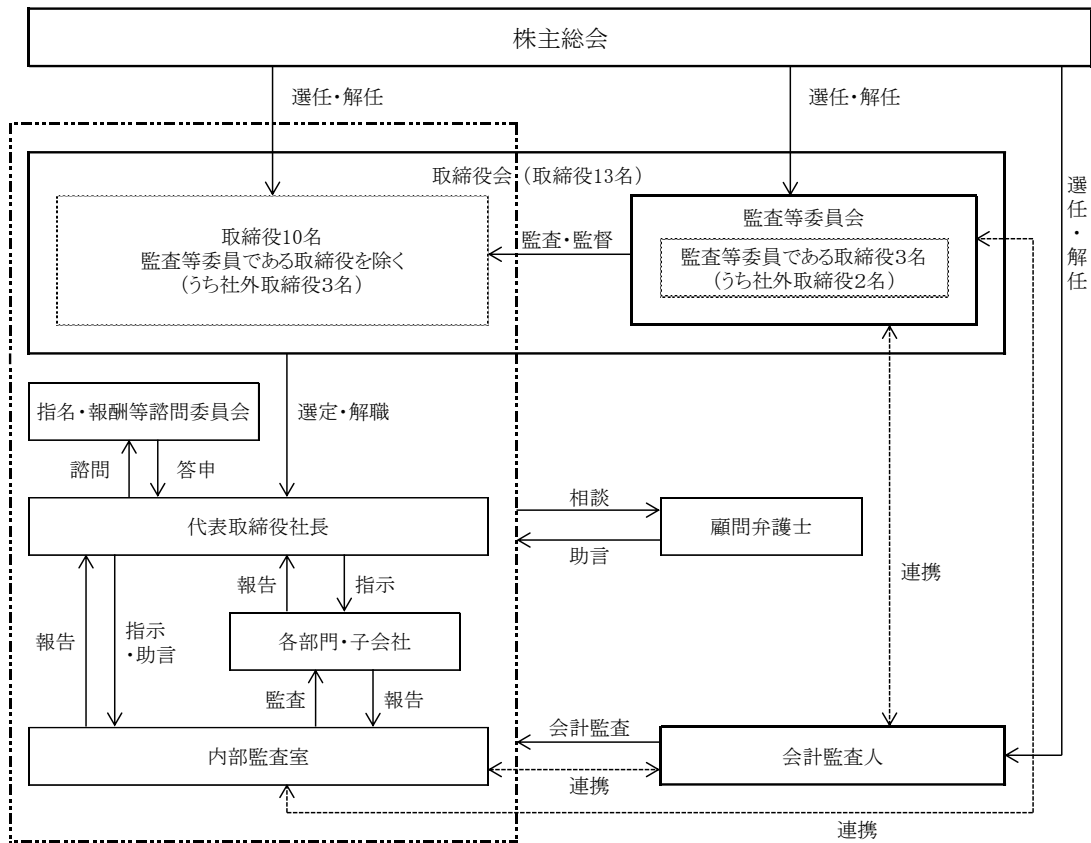 株主総会
選任・解任
選任・解任
選任・解任
取締役会（取締役13名）
取締役10名
監査等委員である取締役を除く
（うち社外取締役3名）
監査・監督
監査等委員会
監査等委員である取締役3名
（うち社外取締役2名）
指名・報酬等諮問委員会
選定・解職
諮問
答申
代表取締役社長
相談
助言
顧問弁護士
連携
報告
指示
・助言
報告
指示
各部門・子会社
監査
報告
内部監査室
会計監査
連携
会計監査人
連携